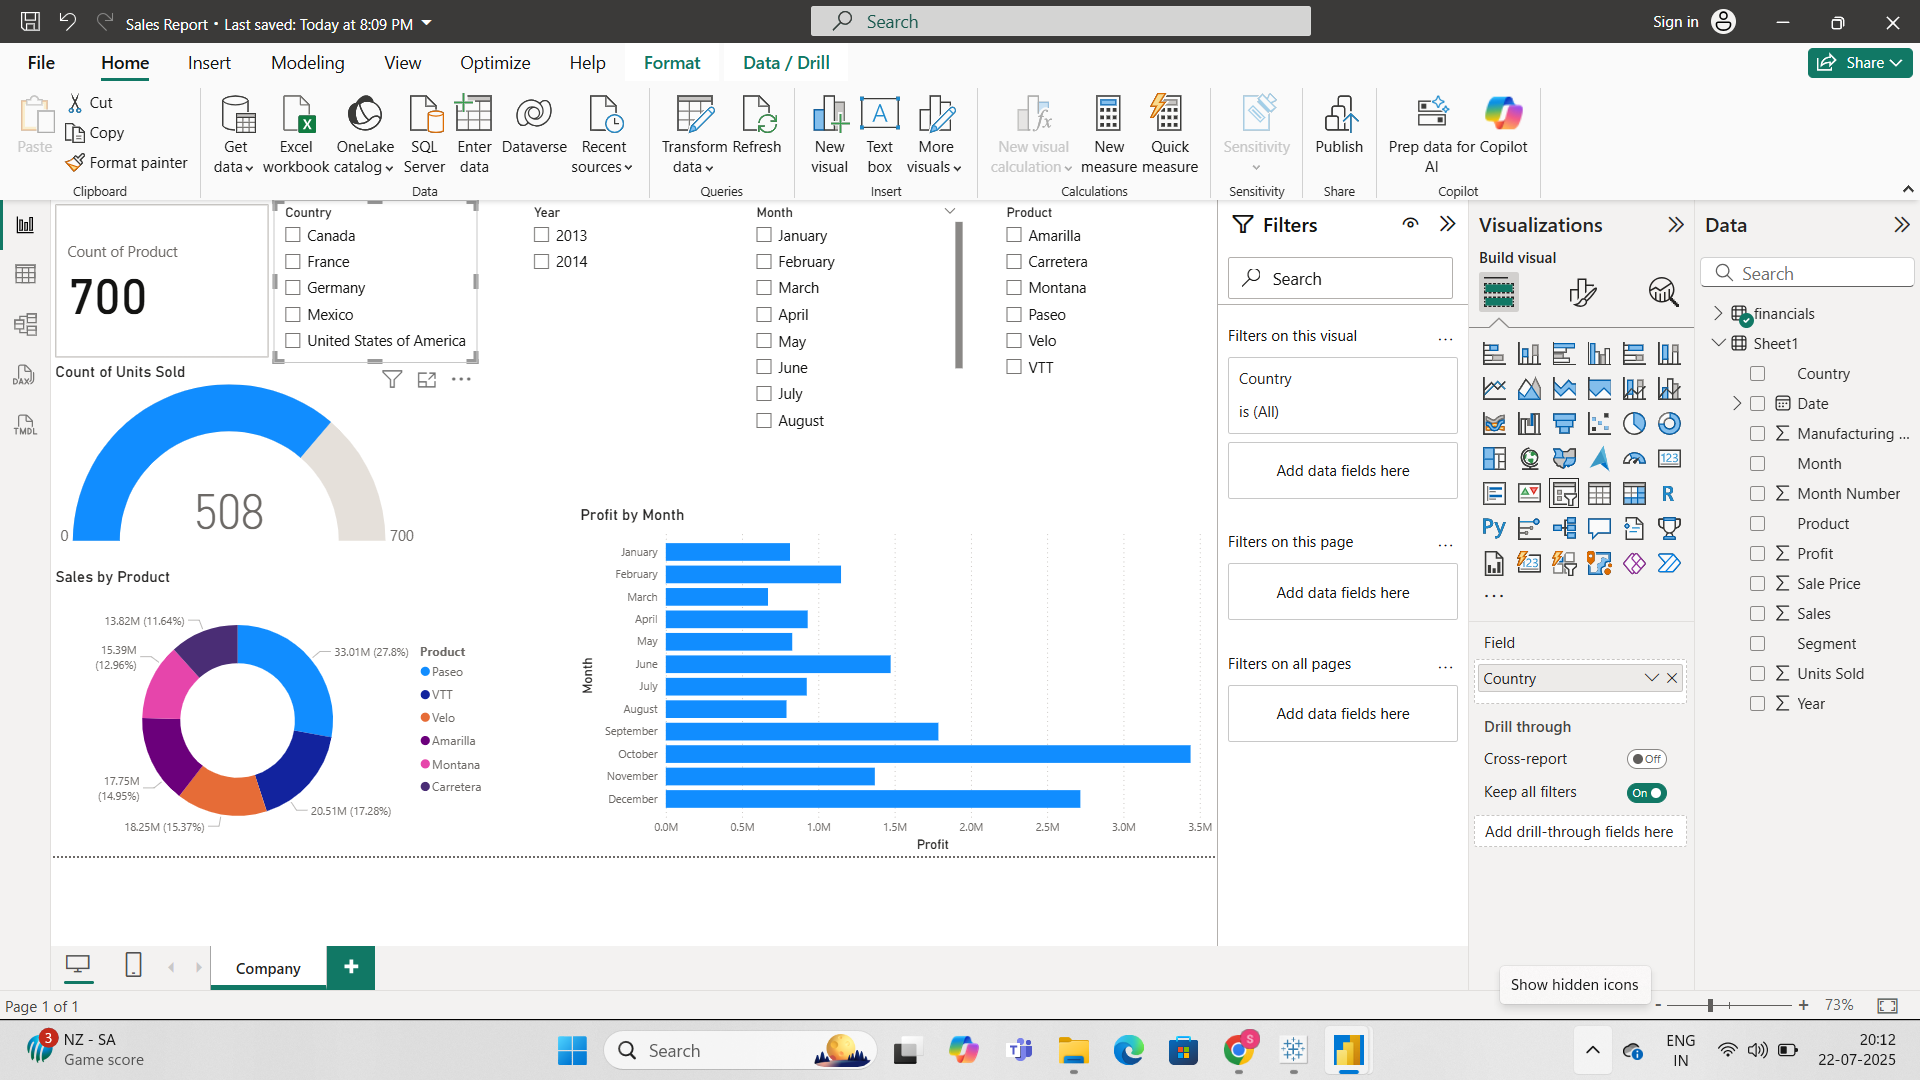 Sales Report • Last saved: Today at 8:09 PM
Search
Sign in
File Home Insert Modeling View Optimize Help Format Data / Drill
Share
Paste
Cut
Copy
Format painter
Clipboard
Get data
Excel workbook
OneLake catalog
SQL Server
Enter data
Dataverse
Recent sources
Data
Transform data
Refresh
Queries
New visual
Text box
More visuals
Insert
New visual calculation
New measure
Quick measure
Calculations
Sensitivity
Sensitivity
Publish
Share
Prep data for AI
Copilot
Copilot
DAX
TMDL
Count of Product
700
Country
Canada
France
Germany
Mexico
United States of America
Year
2013
2014
Month
January
February
March
April
May
June
July
August
Product
Amarilla
Carretera
Montana
Paseo
Velo
VTT
Count of Units Sold
508
0
700
Sales by Product
13.82M (11.64%)
15.39M
(12.96%)
33.01M (27.8%)
17.75M
(14.95%)
18.25M (15.37%)
20.51M (17.28%)
Product
Paseo
VTT
Velo
Amarilla
Montana
Carretera
Profit by Month
Month
January
February
March
April
May
June
July
August
September
October
November
December
0.0M 0.5M 1.0M 1.5M 2.0M 2.5M 3.0M 3.5M
Profit
Filters
Search
Filters on this visual
Country
is (All)
Add data fields here
Filters on this page
Add data fields here
Filters on all pages
Add data fields here
Visualizations
Build visual
123
R
Py
123
Field
Country
Drill through
Cross-report
Off
Keep all filters
On
Add drill-through fields here
Data
Search
financials
Sheet1
Country
Date
Manufacturing ...
Month
Month Number
Product
Profit
Sale Price
Sales
Segment
Units Sold
Year
Company
Show hidden icons
Page 1 of 1
73%
3
NZ - SA
Game score
Search
S
ENG
IN
20:12
22-07-2025